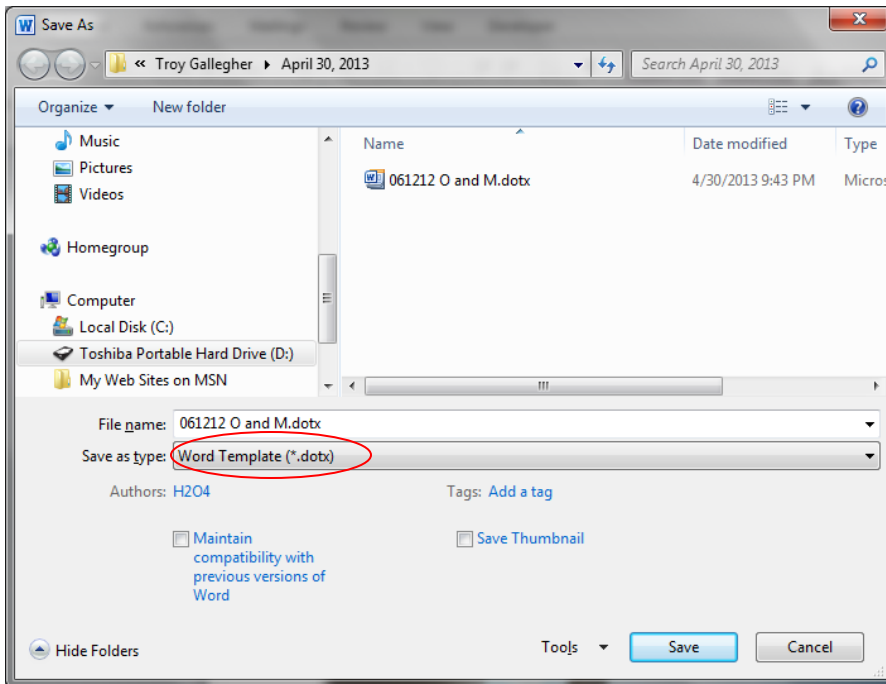 Save As
« Troy Gallegher ▸ April 30, 2013
Search April 30, 2013
Organize
New folder
Music
Pictures
Videos
Homegroup
Computer
Local Disk (C:)
Toshiba Portable Hard Drive (D:)
My Web Sites on MSN
Name Date modified Type
061212 O and M.dotx 4/30/2013 9:43 PM Micros
File name: 061212 O and M.dotx
Save as type: Word Template (*.dotx)
Authors: H2O4 Tags: Add a tag
Maintain
compatibility with
previous versions of
Word
Save Thumbnail
Hide Folders Tools Save Cancel